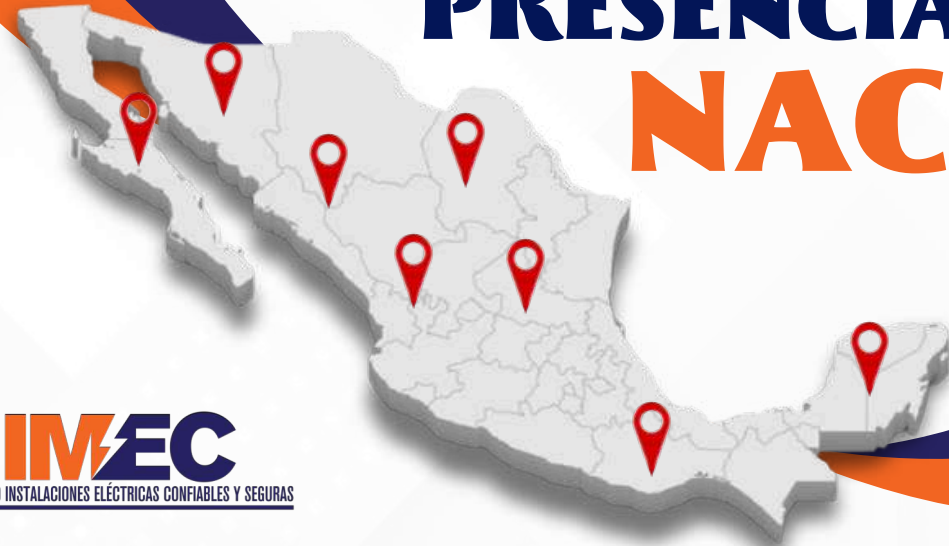 PRESENCIA
NAC
IMEC
INSTALACIONES ELÉCTRICAS CONFIABLES Y SEGURAS